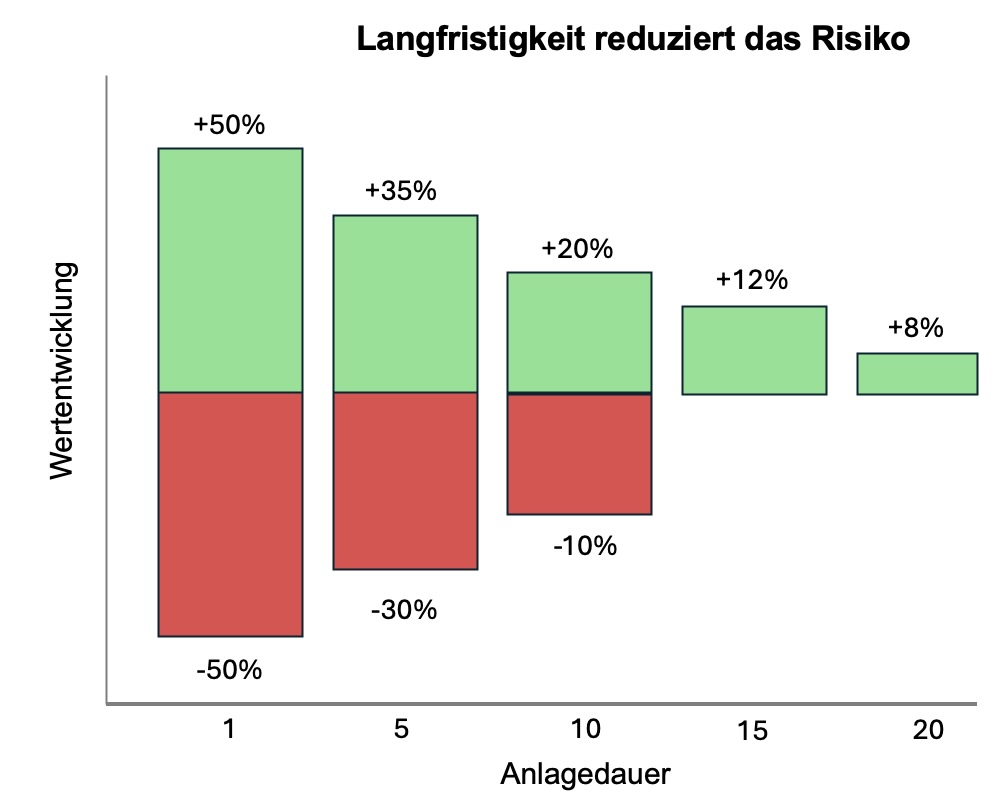 Langfristigkeit reduziert das Risiko
+50%
+35%
+20%
+12%
+8%
Wertentwicklung
-10%
-30%
-50%
1 5 10 15 20
Anlagedauer